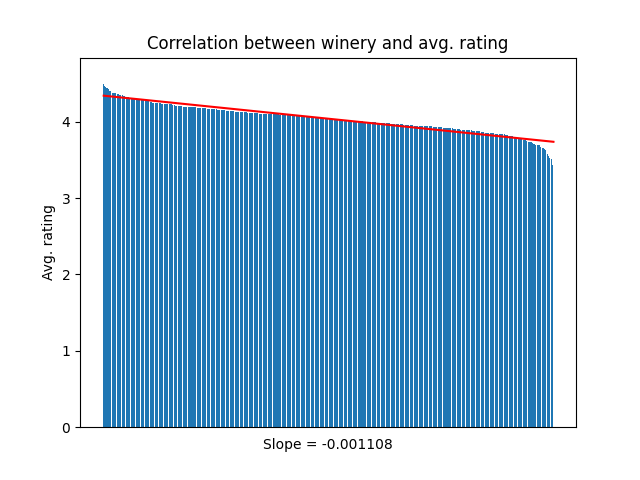 Correlation between winery and avg. rating
Avg. rating
4
3
2
1
0
Slope = -0.001108